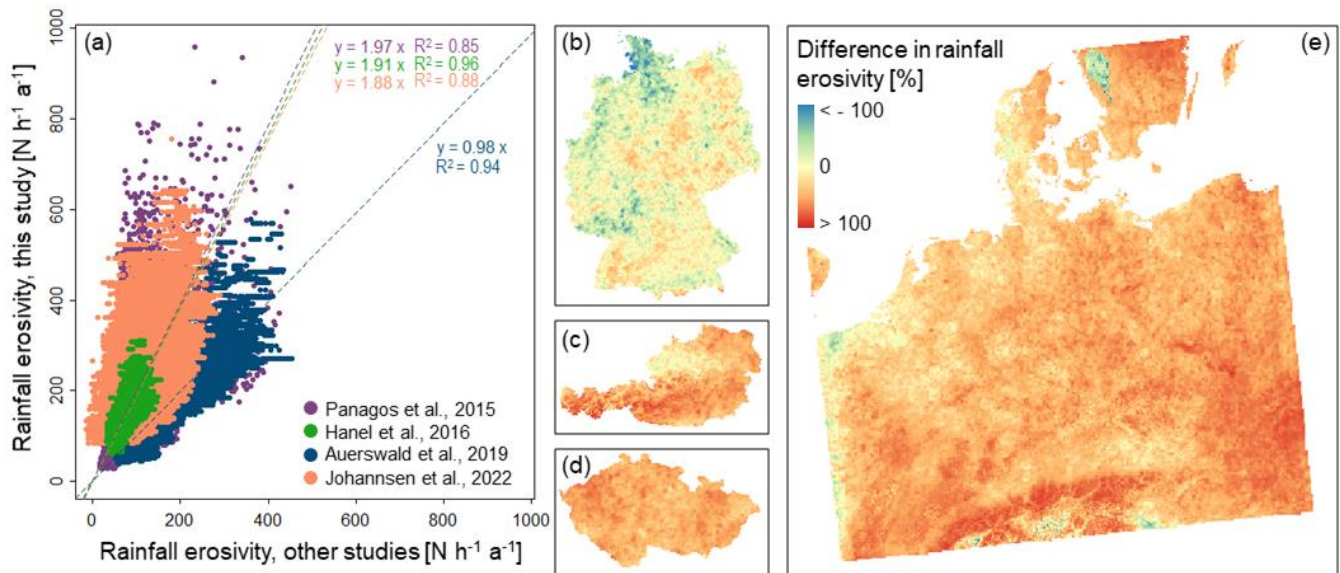 (a)
y = 1.97 x R² = 0.85
y = 1.91 x R² = 0.96
y = 1.88 x R² = 0.88
y = 0.98 x
R² = 0.94
Rainfall erosivity, this study [N h⁻¹ a⁻¹]
1000
800
600
400
200
0
Panagos et al., 2015
Hanel et al., 2016
Auerswald et al., 2019
Johannsen et al., 2022
0 200 400 600 800 1000
Rainfall erosivity, other studies [N h⁻¹ a⁻¹]
(b)
(c)
(d)
(e)
Difference in rainfall
erosivity [%]
< - 100
0
> 100